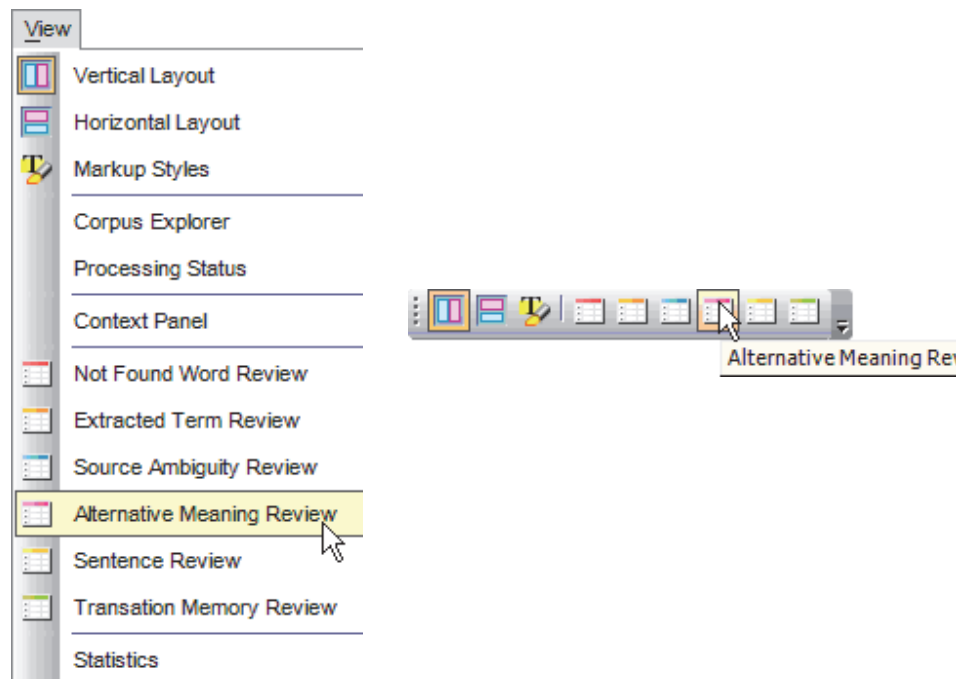 View
Vertical Layout
Horizontal Layout
Markup Styles
Corpus Explorer
Processing Status
Context Panel
Not Found Word Review
Extracted Term Review
Source Ambiguity Review
Alternative Meaning Review
Sentence Review
Transation Memory Review
Statistics
Alternative Meaning